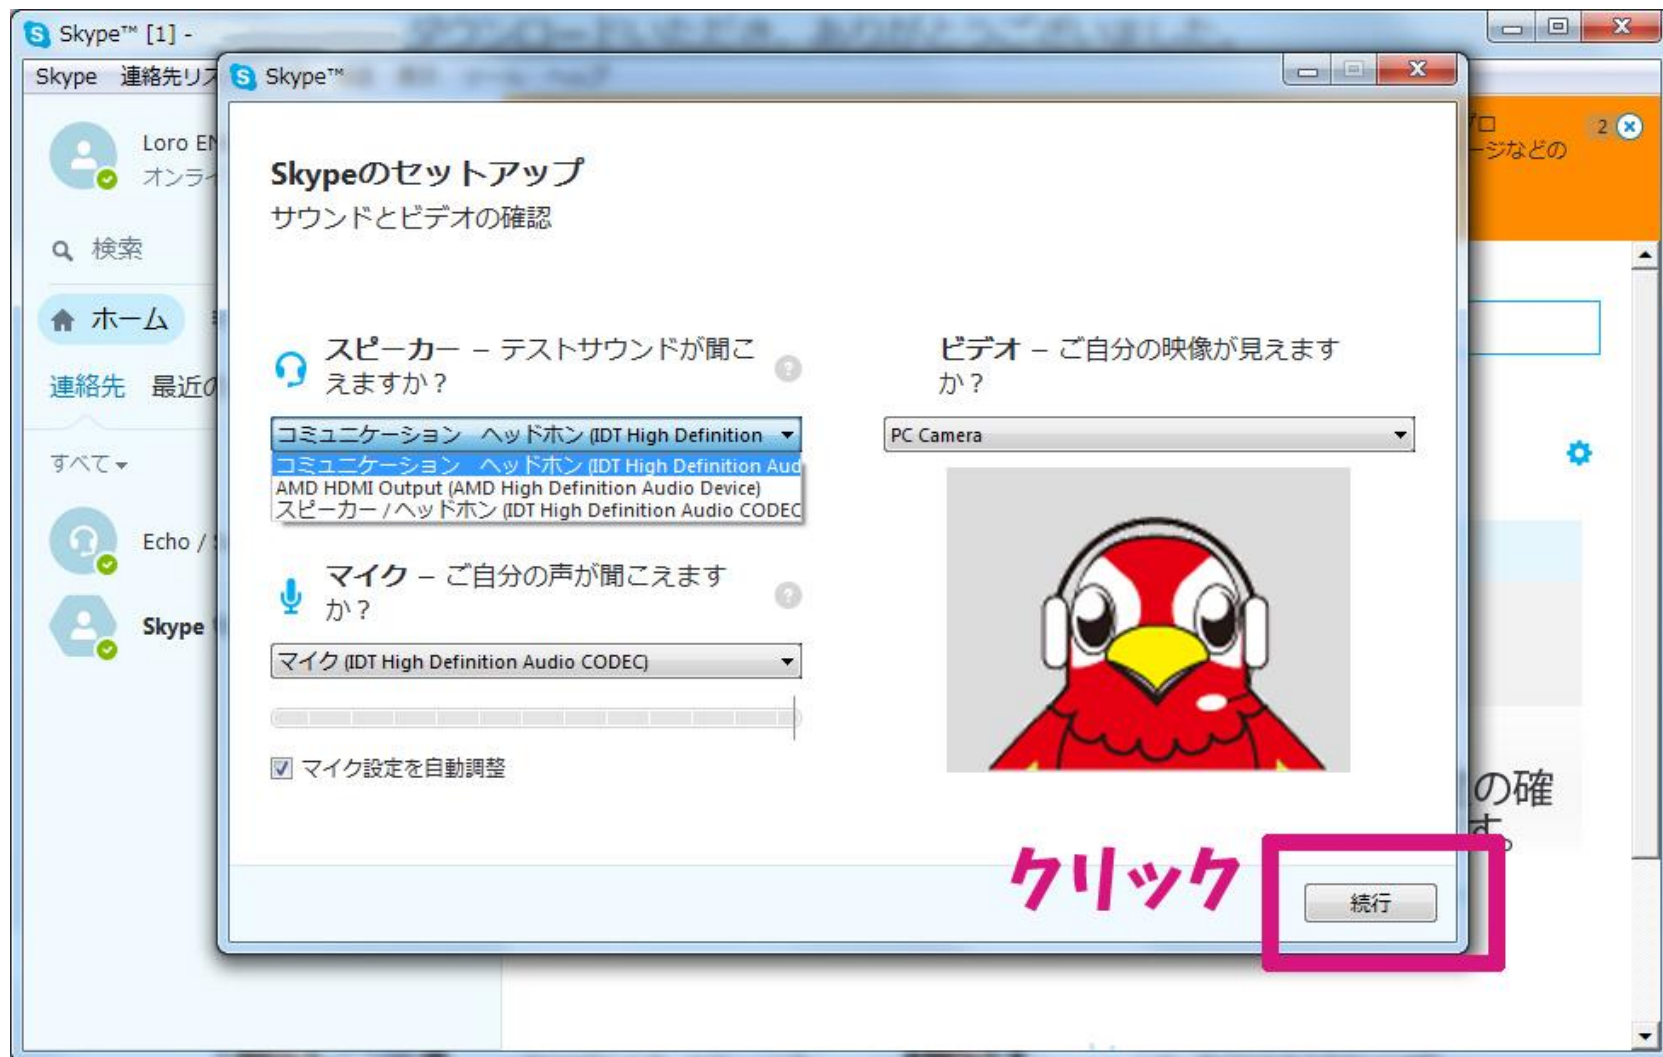 Skype™ [1] -
Skype 連絡先リス
Skype™
Loro EN
オンライ
検索
ホーム
連絡先 最近の
すべて
Echo / S
Skype
プロ
ージなどの
2
Skypeのセットアップ
サウンドとビデオの確認
スピーカー – テストサウンドが聞こ
えますか？
コミュニケーション ヘッドホン (IDT High Definition
コミュニケーション ヘッドホン (IDT High Definition Aud
AMD HDMI Output (AMD High Definition Audio Device)
スピーカー / ヘッドホン (IDT High Definition Audio CODEC
マイク – ご自分の声が聞こえます
か？
マイク (IDT High Definition Audio CODEC)
マイク設定を自動調整
ビデオ – ご自分の映像が見えます
か？
PC Camera
の確
す。
クリック
続行